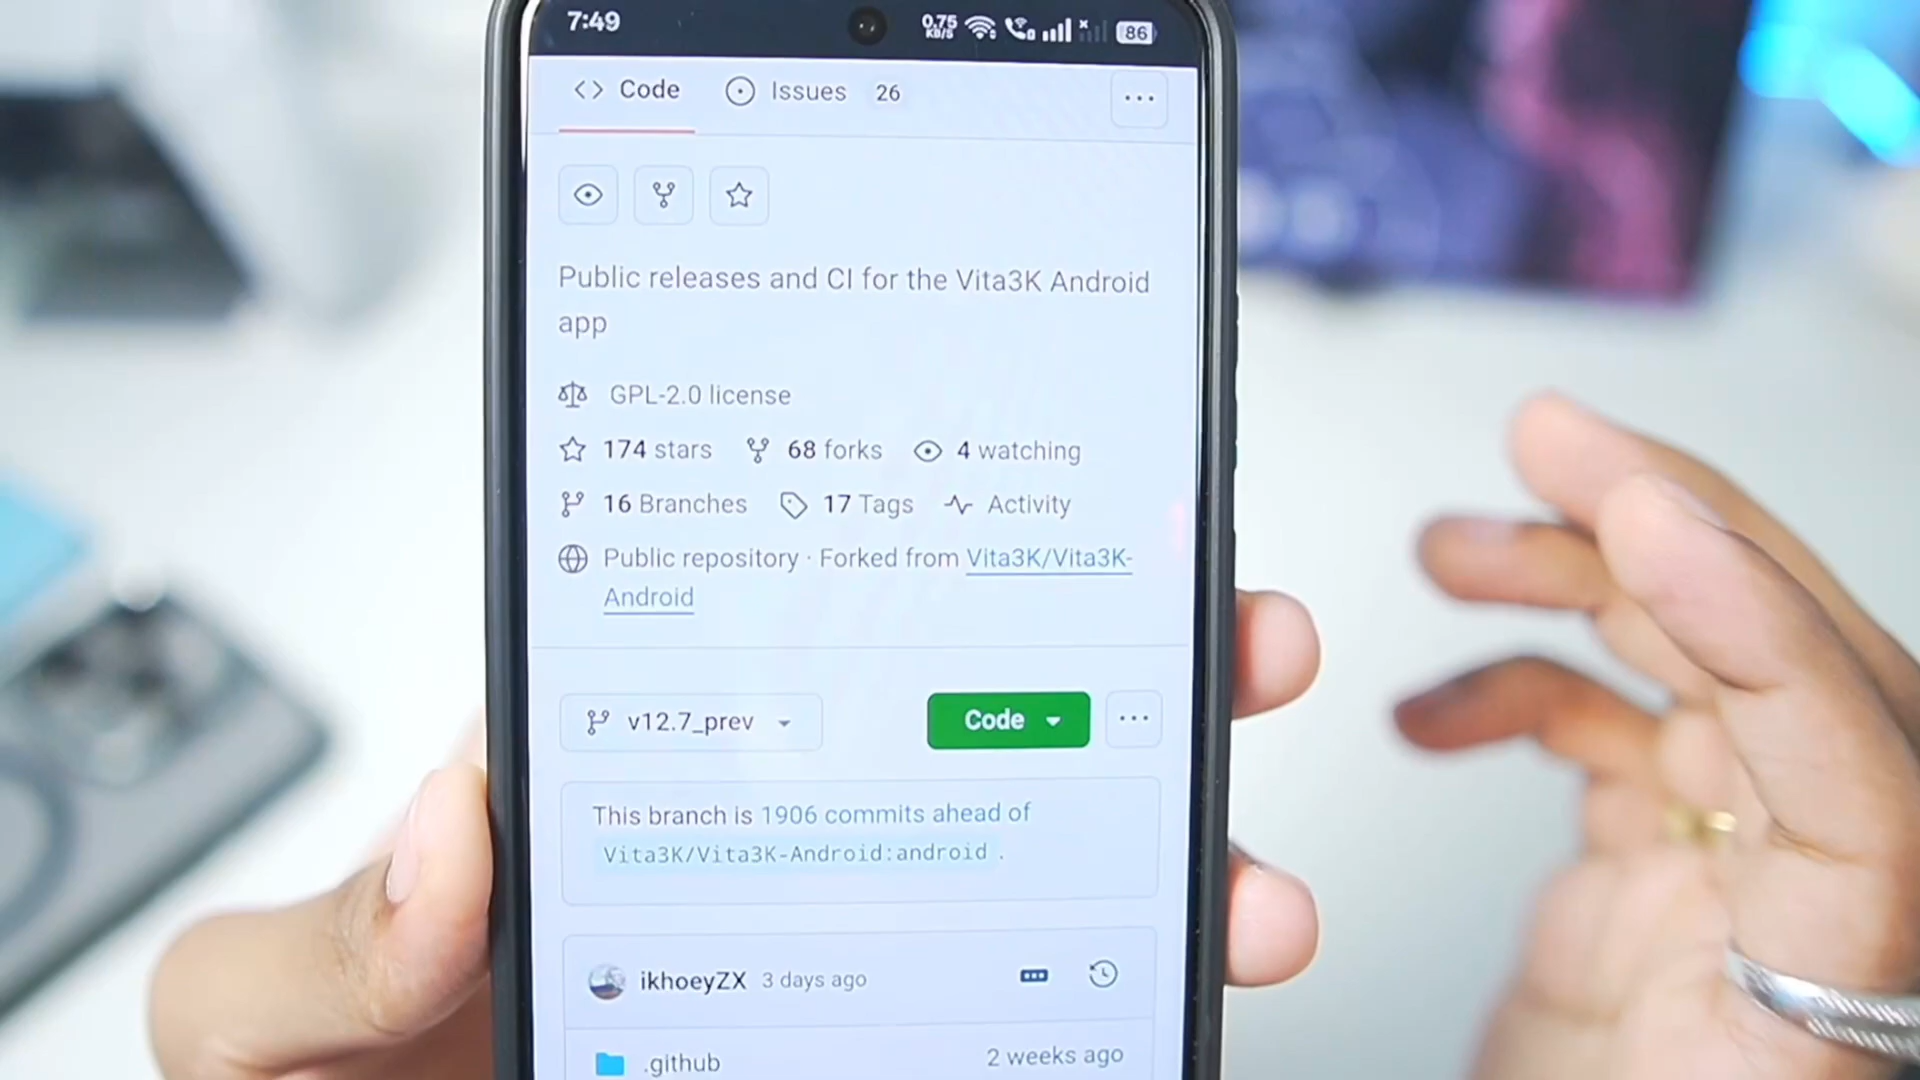 7:49 0.75 KB/S 86
Code Issues 26
Public releases and CI for the Vita3K Android
app
GPL-2.0 license
174 stars 68 forks 4 watching
16 Branches 17 Tags Activity
Public repository · Forked from Vita3K/Vita3K-
Android
v12.7_prev Code
This branch is 1906 commits ahead of
Vita3K/Vita3K-Android:android .
ikhoeyZX 3 days ago
.github 2 weeks ago